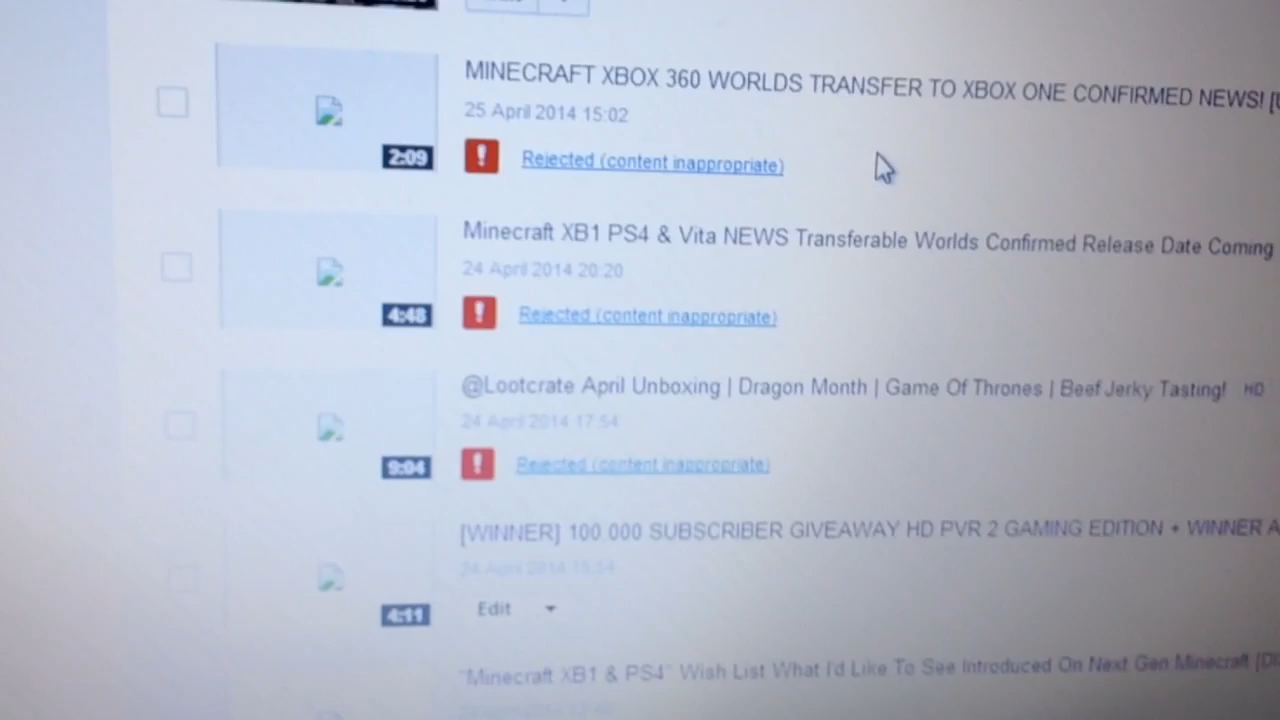 MINECRAFT XBOX 360 WORLDS TRANSFER TO XBOX ONE CONFIRMED NEWS!
25 April 2014 15:02
2:09
! Rejected (content inappropriate)
Minecraft XB1 PS4 & Vita NEWS Transferable Worlds Confirmed Release Date Coming
24 April 2014 20:20
4:48
! Rejected (content inappropriate)
@Lootcrate April Unboxing | Dragon Month | Game Of Thrones | Beef Jerky Tasting! HD
24 April 2014 17:54
9:04
! Rejected (content inappropriate)
[WINNER] 100 000 SUBSCRIBER GIVEAWAY HD PVR 2 GAMING EDITION + WINNER A
24 April 2014
4:11
Edit
"Minecraft XB1 & PS4" Wish List What I'd Like To See Introduced On Next Gen Minecraft